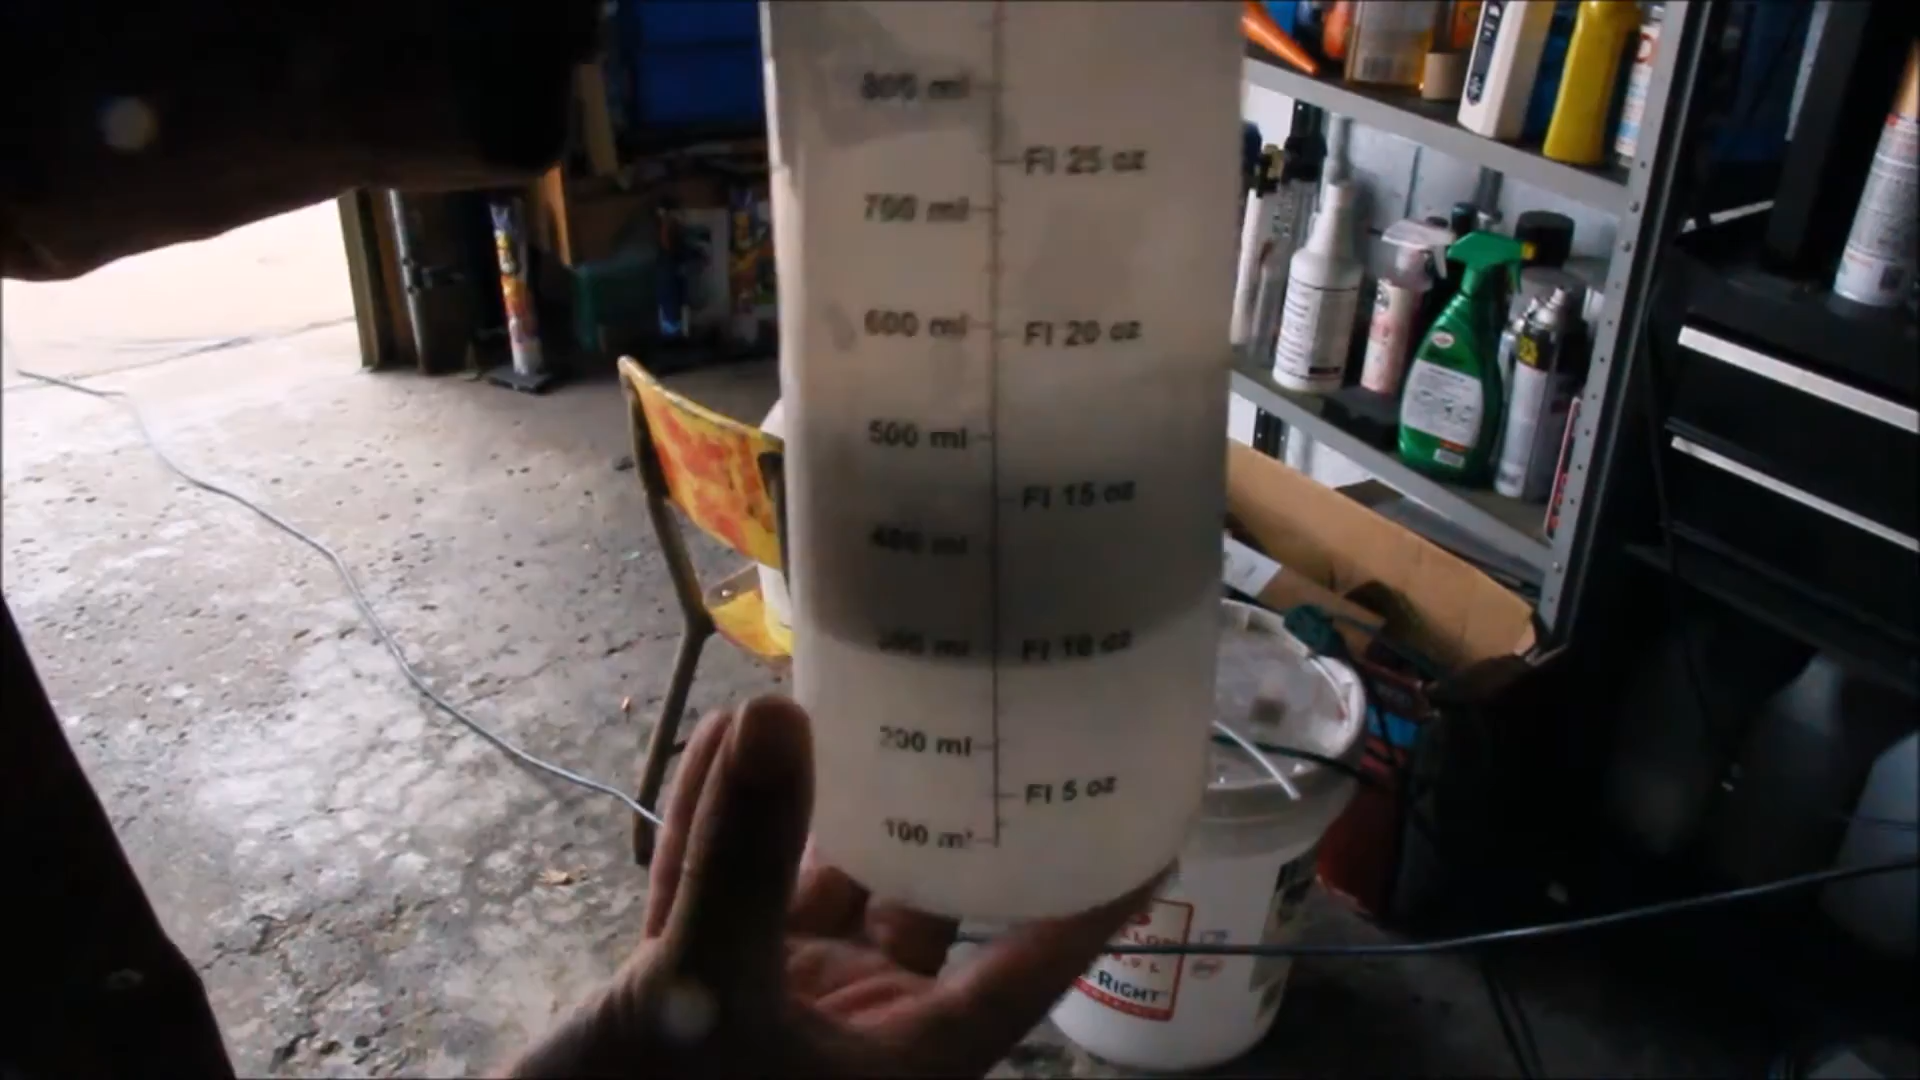 800 ml
Fl 25 oz
700 ml
600 ml
Fl 20 oz
500 ml
Fl 15 oz
400 ml
300 ml
Fl 10 oz
200 ml
Fl 5 oz
100 ml
RIGHT